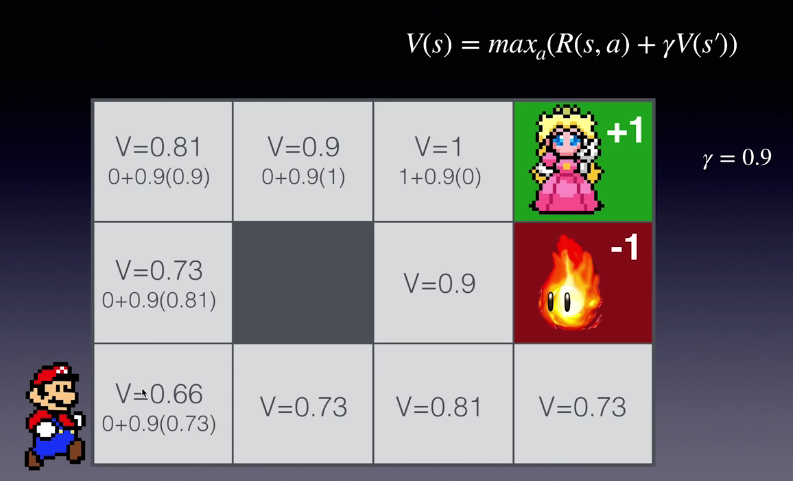 V(s) = maxₐ(R(s, a) + γV(s′))
V=0.81
0+0.9(0.9)
V=0.9
0+0.9(1)
V=1
1+0.9(0)
+1
γ = 0.9
V=0.73
0+0.9(0.81)
V=0.9
-1
V=0.66
0+0.9(0.73)
V=0.73
V=0.81
V=0.73